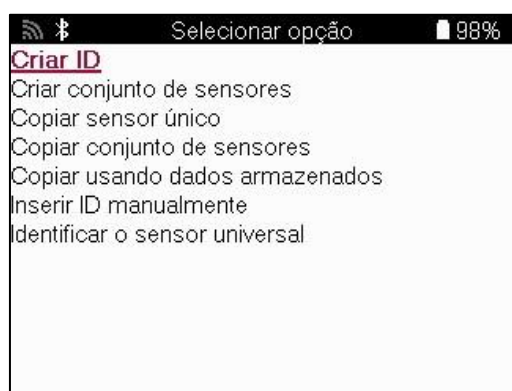 Selecionar opção 98%
Criar ID
Criar conjunto de sensores
Copiar sensor único
Copiar conjunto de sensores
Copiar usando dados armazenados
Inserir ID manualmente
Identificar o sensor universal